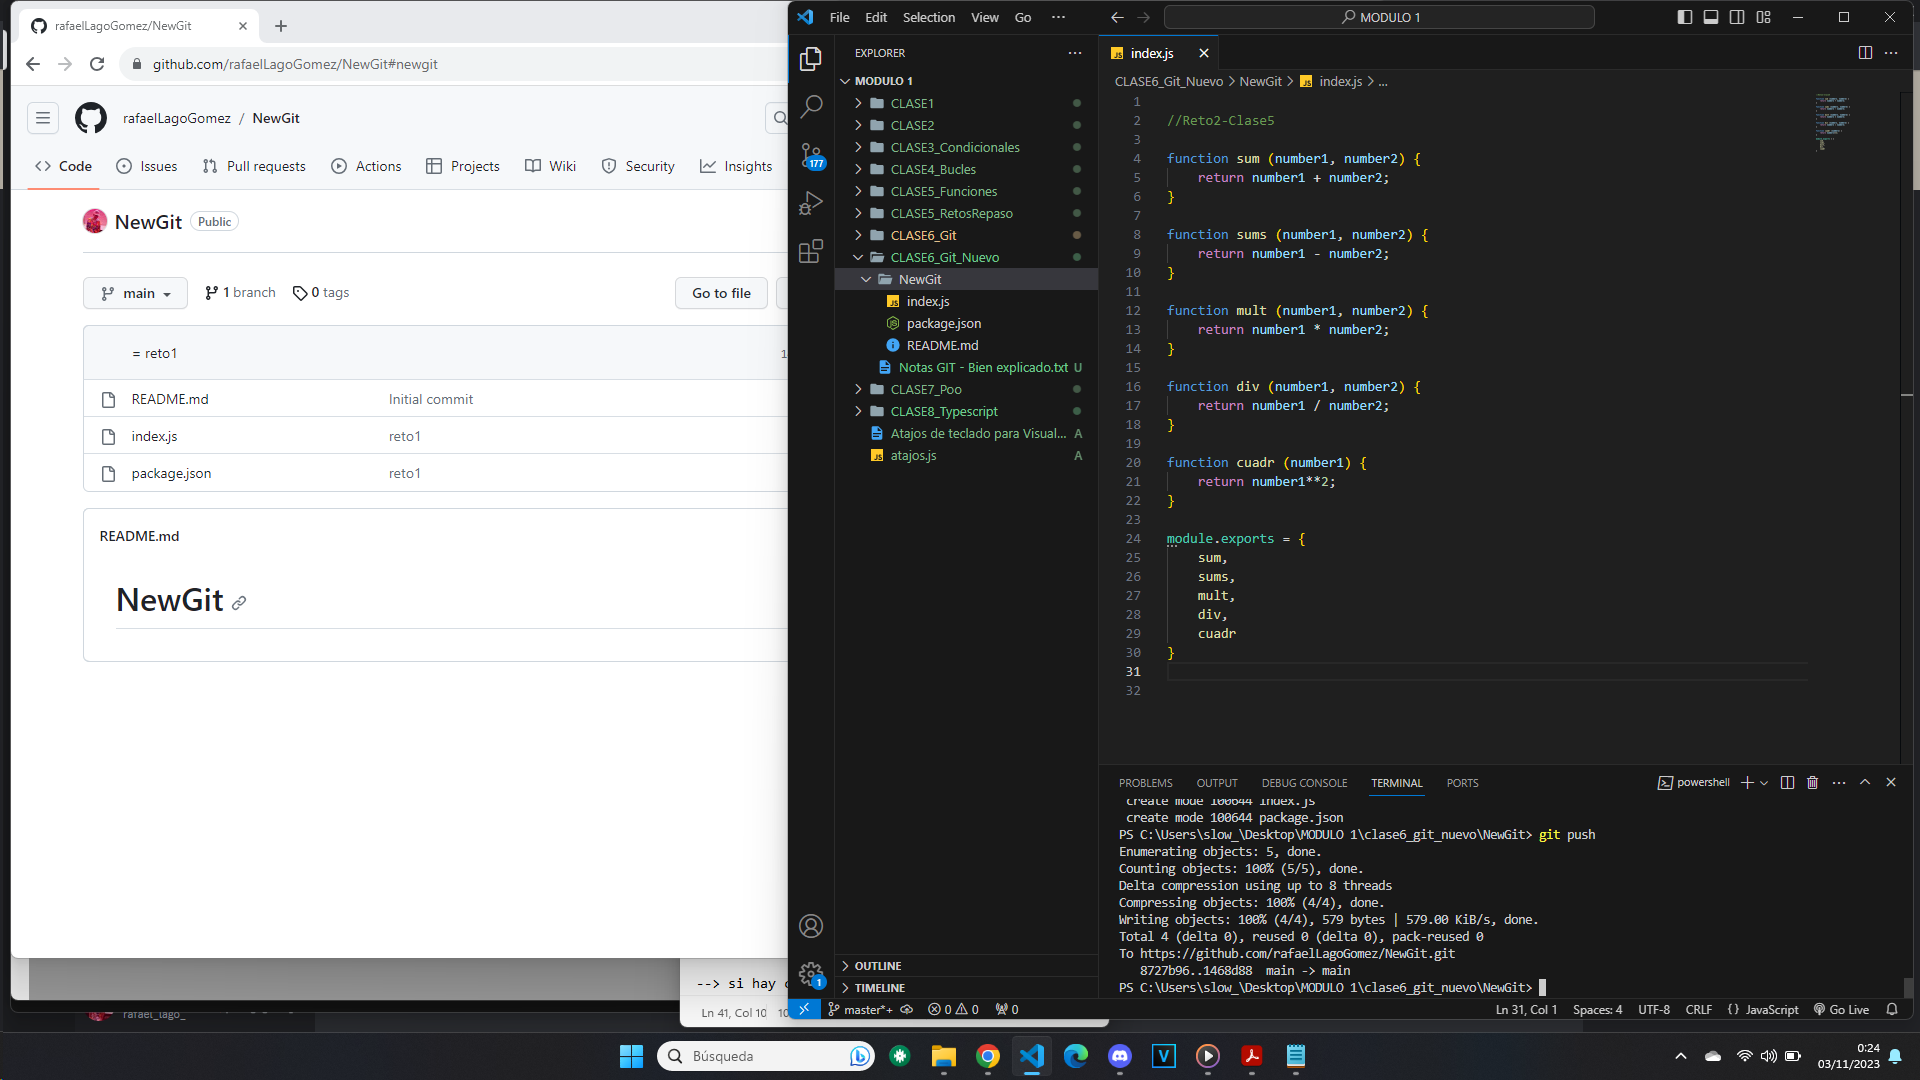 rafaelLagoGomez/NewGit
github.com/rafaelLagoGomez/NewGit#newgit
rafaelLagoGomez / NewGit
Code
Issues
Pull requests
Actions
Projects
Wiki
Security
Insights
NewGit Public
main
1 branch
0 tags
Go to file
= reto1
1
README.md Initial commit
index.js reto1
package.json reto1
README.md
NewGit
--> si hay
Ln 41, Col 10
rafael_lago_
File Edit Selection View Go ···
MODULO 1
EXPLORER
MODULO 1
CLASE1
CLASE2
CLASE3_Condicionales
CLASE4_Bucles
CLASE5_Funciones
CLASE5_RetosRepaso
CLASE6_Git
CLASE6_Git_Nuevo
NewGit
index.js
package.json
README.md
Notas GIT - Bien explicado.txt U
CLASE7_Poo
CLASE8_Typescript
Atajos de teclado para Visual... A
atajos.js A
OUTLINE
TIMELINE
177
1
index.js
CLASE6_Git_Nuevo > NewGit > index.js > ...
1
2 //Reto2-Clase5
3
4 function sum (number1, number2) {
5 return number1 + number2;
6 }
7
8 function sums (number1, number2) {
9 return number1 - number2;
10 }
11
12 function mult (number1, number2) {
13 return number1 * number2;
14 }
15
16 function div (number1, number2) {
17 return number1 / number2;
18 }
19
20 function cuadr (number1) {
21 return number1**2;
22 }
23
24 module.exports = {
25 sum,
26 sums,
27 mult,
28 div,
29 cuadr
30 }
31
32
PROBLEMS OUTPUT DEBUG CONSOLE TERMINAL PORTS
powershell
create mode 100644 index.js
create mode 100644 package.json
PS C:\Users\slow_\Desktop\MODULO 1\clase6_git_nuevo\NewGit> git push
Enumerating objects: 5, done.
Counting objects: 100% (5/5), done.
Delta compression using up to 8 threads
Compressing objects: 100% (4/4), done.
Writing objects: 100% (4/4), 579 bytes | 579.00 KiB/s, done.
Total 4 (delta 0), reused 0 (delta 0), pack-reused 0
To https://github.com/rafaelLagoGomez/NewGit.git
8727b96..1468d88 main -> main
PS C:\Users\slow_\Desktop\MODULO 1\clase6_git_nuevo\NewGit>
master*+ 0 0 0
Ln 31, Col 1 Spaces: 4 UTF-8 CRLF {} JavaScript Go Live
Búsqueda
0:24
03/11/2023